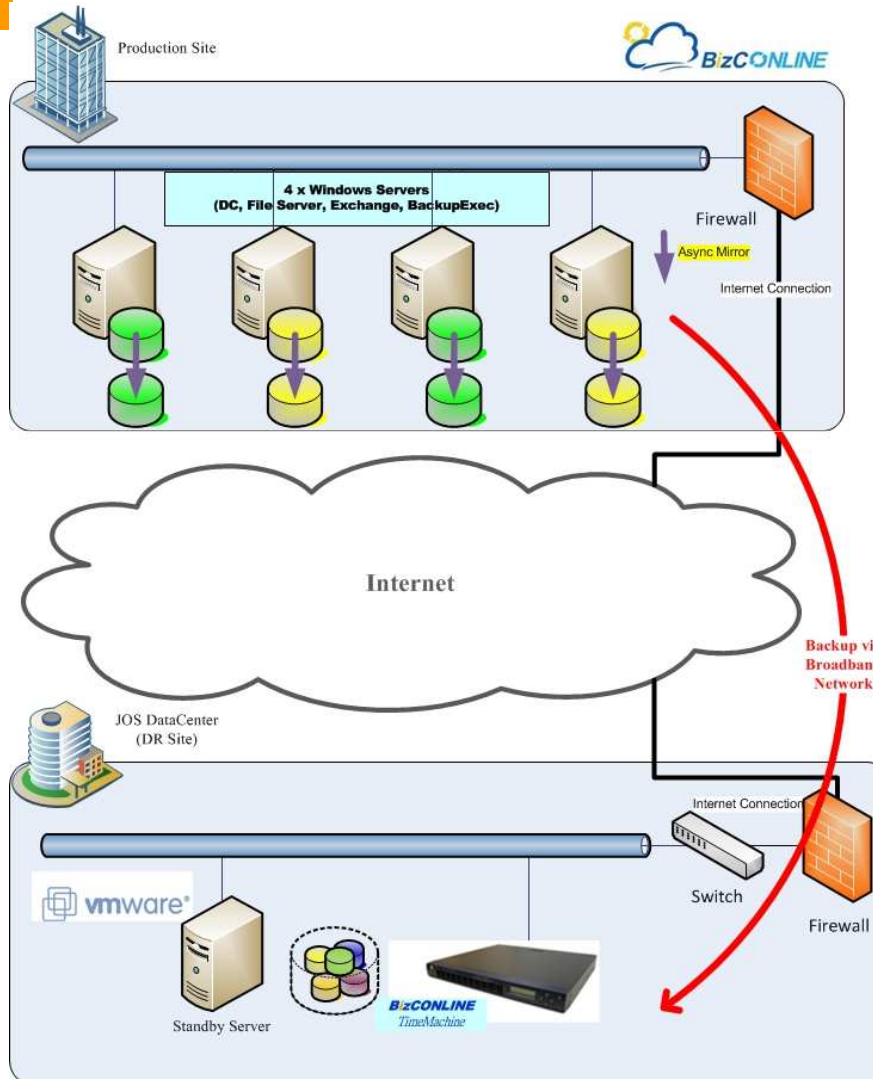 Production Site
BizCONLINE
4 x Windows Servers
(DC, File Server, Exchange, BackupExec)
Firewall
Async Mirror
Internet Connection
Internet
Backup vi
Broadban
Network
JOS DataCenter
(DR Site)
Internet Connection
Switch
Firewall
vmware®
Standby Server
BizCONLINE
TimeMachine